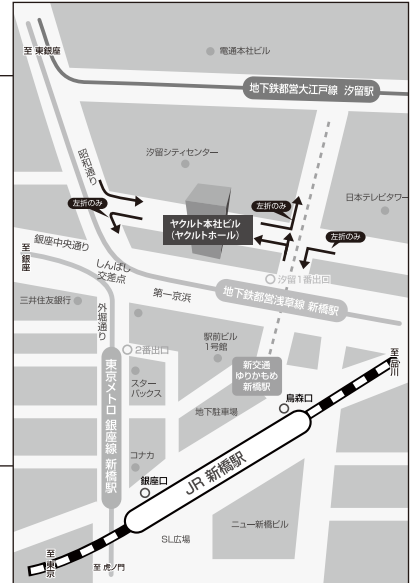 至 東銀座
電通本社ビル
地下鉄都営大江戸線 汐留駅
昭和通り
汐留シティセンター
左折のみ
左折のみ
日本テレビタワー
ヤクルト本社ビル
（ヤクルトホール）
左折のみ
銀座中央通り
至 銀座
しんばし
交差点
汐留1番出口
第一京浜
地下鉄都営浅草線 新橋駅
三井住友銀行
外堀通り
駅前ビル
1号館
2番出口
至 品川
新交通
ゆりかもめ
新橋駅
スター
バックス
東京メトロ 銀座線 新橋駅
烏森口
地下駐車場
コナカ
JR 新橋駅
銀座口
ニュー新橋ビル
SL広場
至 東京
至 虎ノ門